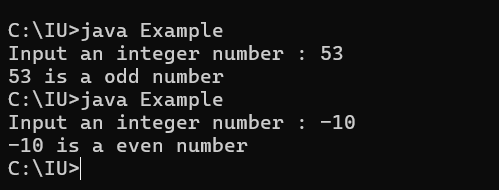 C:\IU>java Example
Input an integer number : 53
53 is a odd number
C:\IU>java Example
Input an integer number : -10
-10 is a even number
C:\IU>